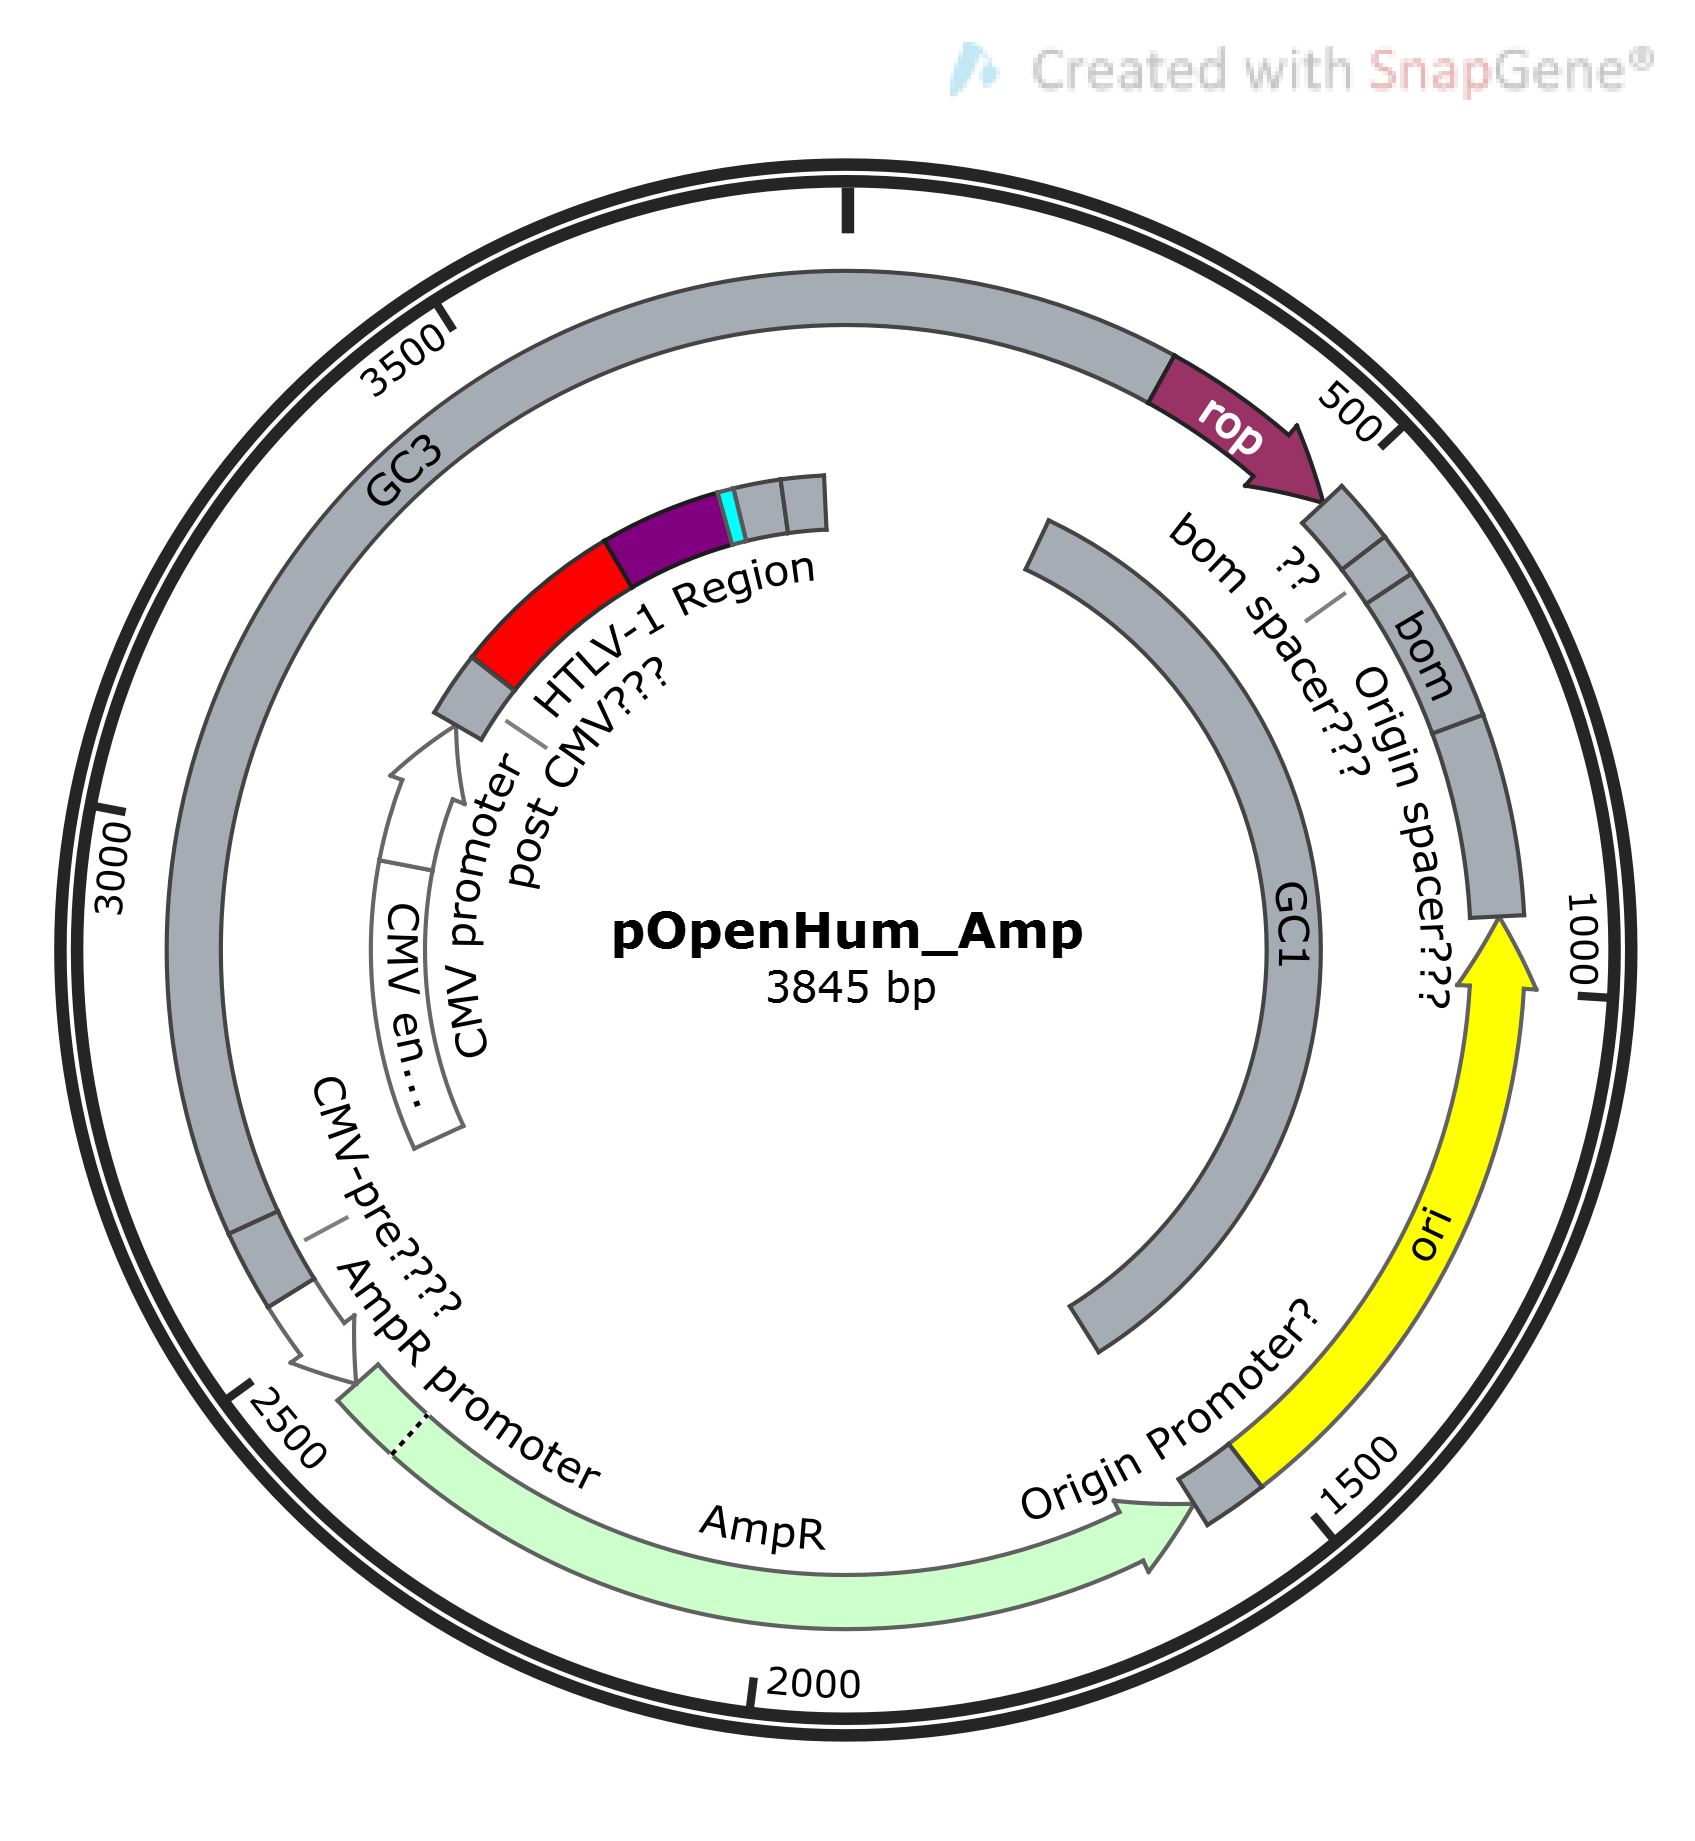 Created with SnapGene®
3500
500
GC3
rop
??
bom spacer???
bom
HTLV-1 Region
post CMV???
Origin spacer???
CMV promoter
3000
pOpenHum_Amp
3845 bp
GC1
1000
CMV en...
CMV-pre????
AmpR promoter
ori
Origin Promoter?
2500
AmpR
1500
2000